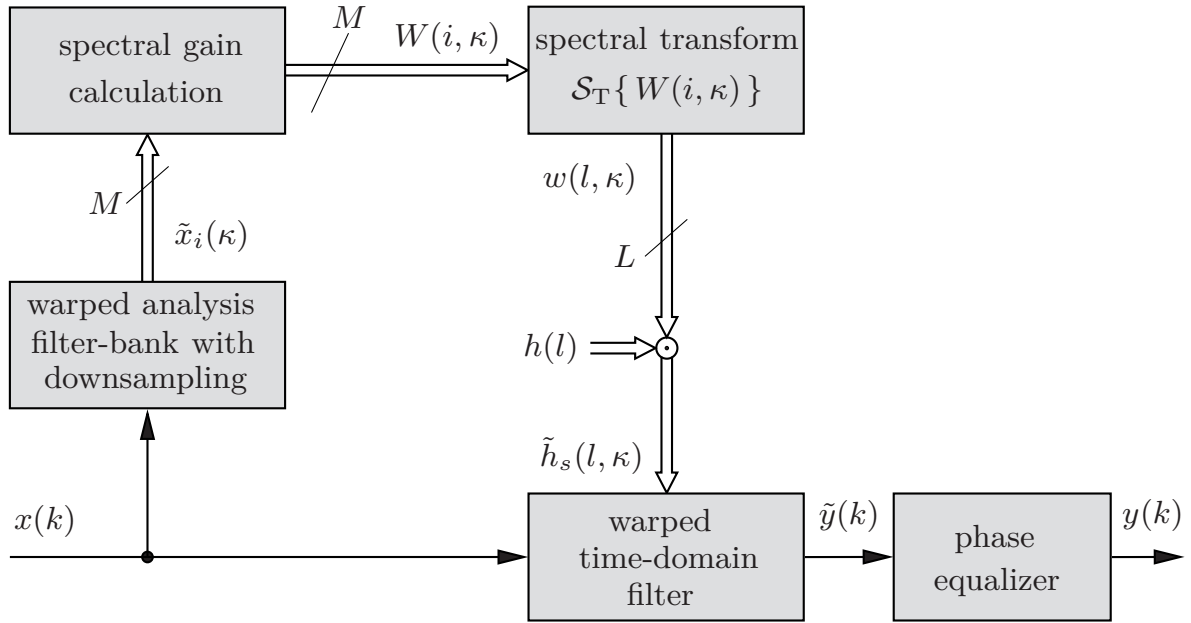 spectral gain
calculation
M
W(i, κ)
spectral transform
S_T{ W(i, κ) }
M
x̃_i(κ)
w(l, κ)
L
warped analysis
filter-bank with
downsampling
h(l)
h̃_s(l, κ)
x(k)
warped
time-domain
filter
ỹ(k)
phase
equalizer
y(k)